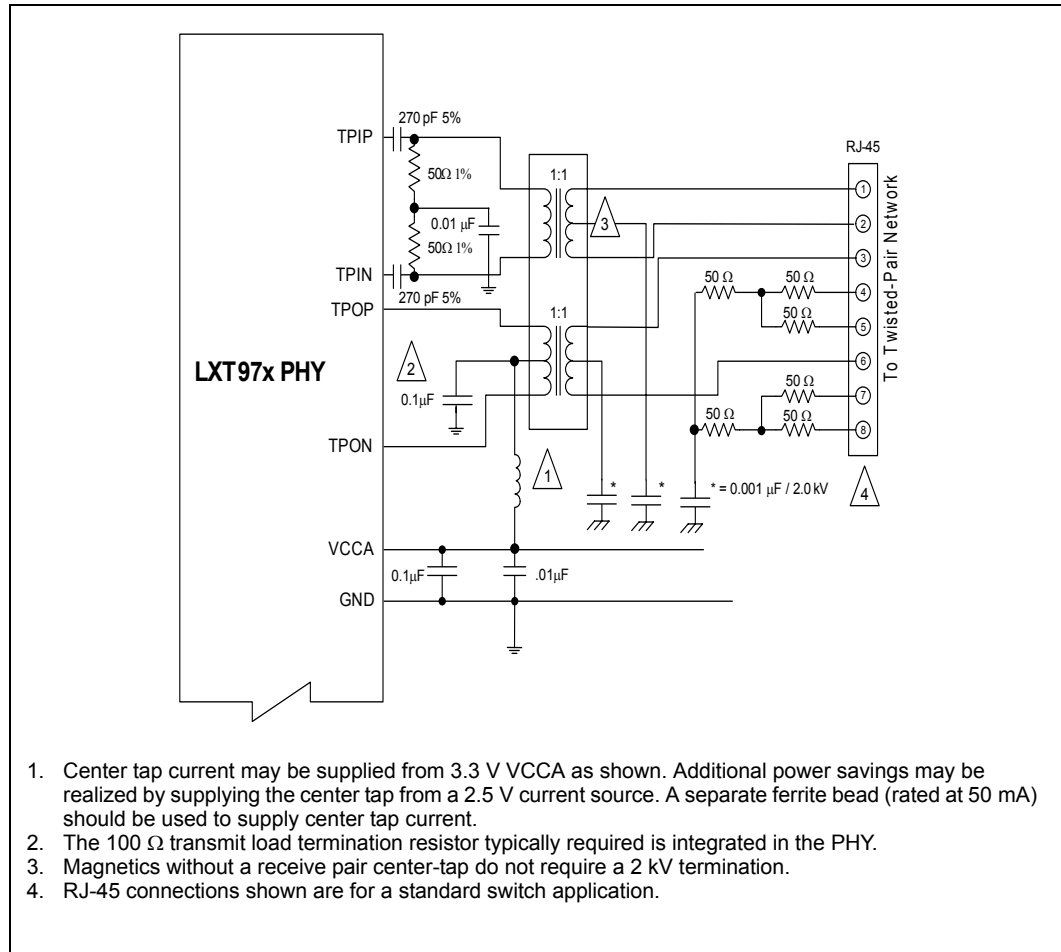 270 pF 5%
TPIP
RJ-45
50Ω 1%
1:1
1
0.01 µF
3
2
To Twisted-Pair Network
50Ω 1%
3
TPIN
270 pF 5%
50 Ω
50 Ω
4
TPOP
1:1
50 Ω
5
LXT97x PHY
2
6
0.1µF
50 Ω
7
50 Ω
50 Ω
8
TPON
1
*
*
* = 0.001 µF / 2.0 kV
4
VCCA
0.1µF
.01µF
GND
1. Center tap current may be supplied from 3.3 V VCCA as shown. Additional power savings may be
realized by supplying the center tap from a 2.5 V current source. A separate ferrite bead (rated at 50 mA)
should be used to supply center tap current.
2. The 100 Ω transmit load termination resistor typically required is integrated in the PHY.
3. Magnetics without a receive pair center-tap do not require a 2 kV termination.
4. RJ-45 connections shown are for a standard switch application.